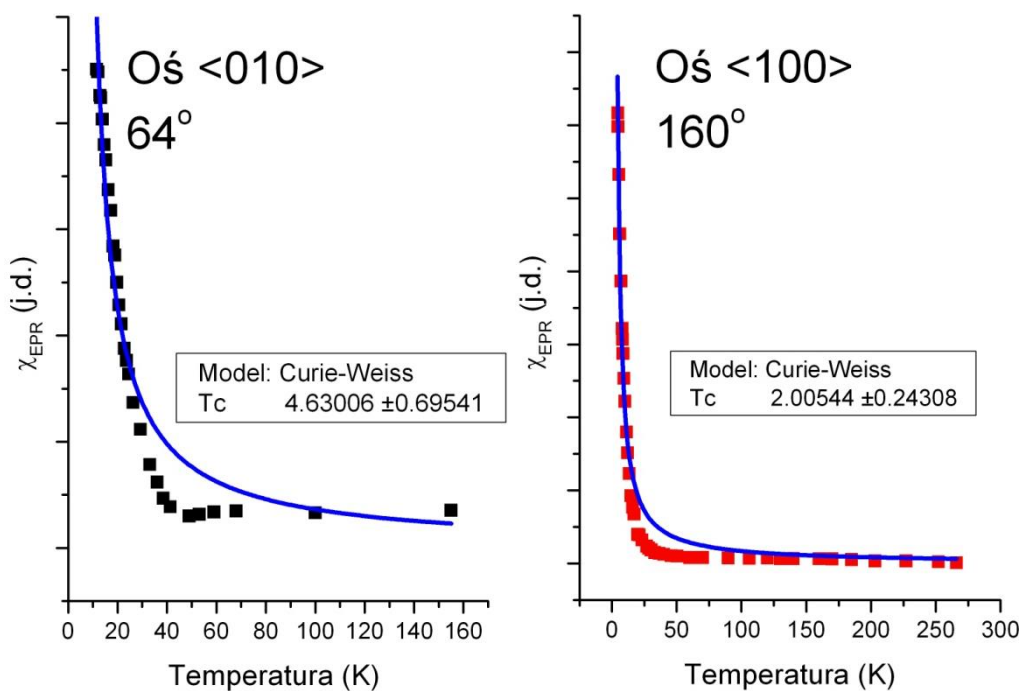 Oś <010>
64°
χEPR (j.d.)
Model: Curie-Weiss
Tc 4.63006 ±0.69541
0 20 40 60 80 100 120 140 160
Temperatura (K)
Oś <100>
160°
χEPR (j.d.)
Model: Curie-Weiss
Tc 2.00544 ±0.24308
0 50 100 150 200 250 300
Temperatura (K)